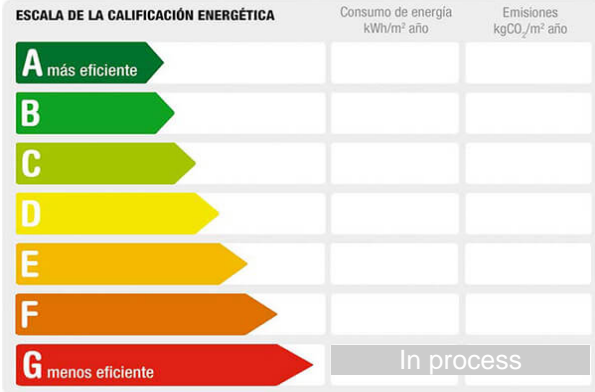 ESCALA DE LA CALIFICACIÓN ENERGÉTICA
Consumo de energía
kWh/m² año
Emisiones
kgCO₂/m² año
A más eficiente
B
C
D
E
F
G menos eficiente
In process